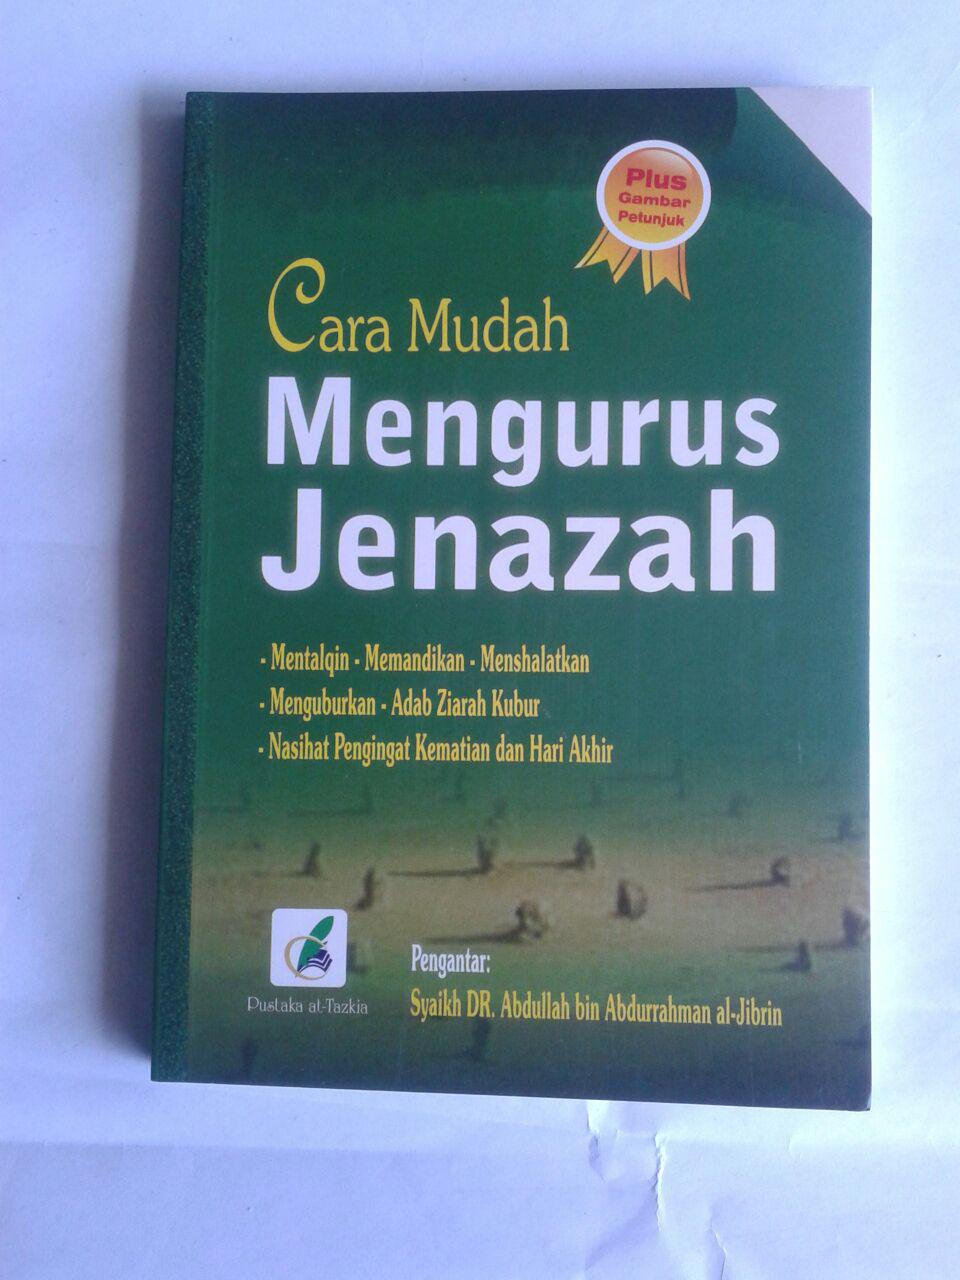 Plus
Gambar
Petunjuk
Cara Mudah
Mengurus
Jenazah
- Mentalqin - Memandikan - Menshalatkan
- Menguburkan - Adab Ziarah Kubur
- Nasihat Pengingat Kematian dan Hari Akhir
Pengantar:
Syaikh DR. Abdullah bin Abdurrahman al-Jibrin
Pustaka at-Tazkia